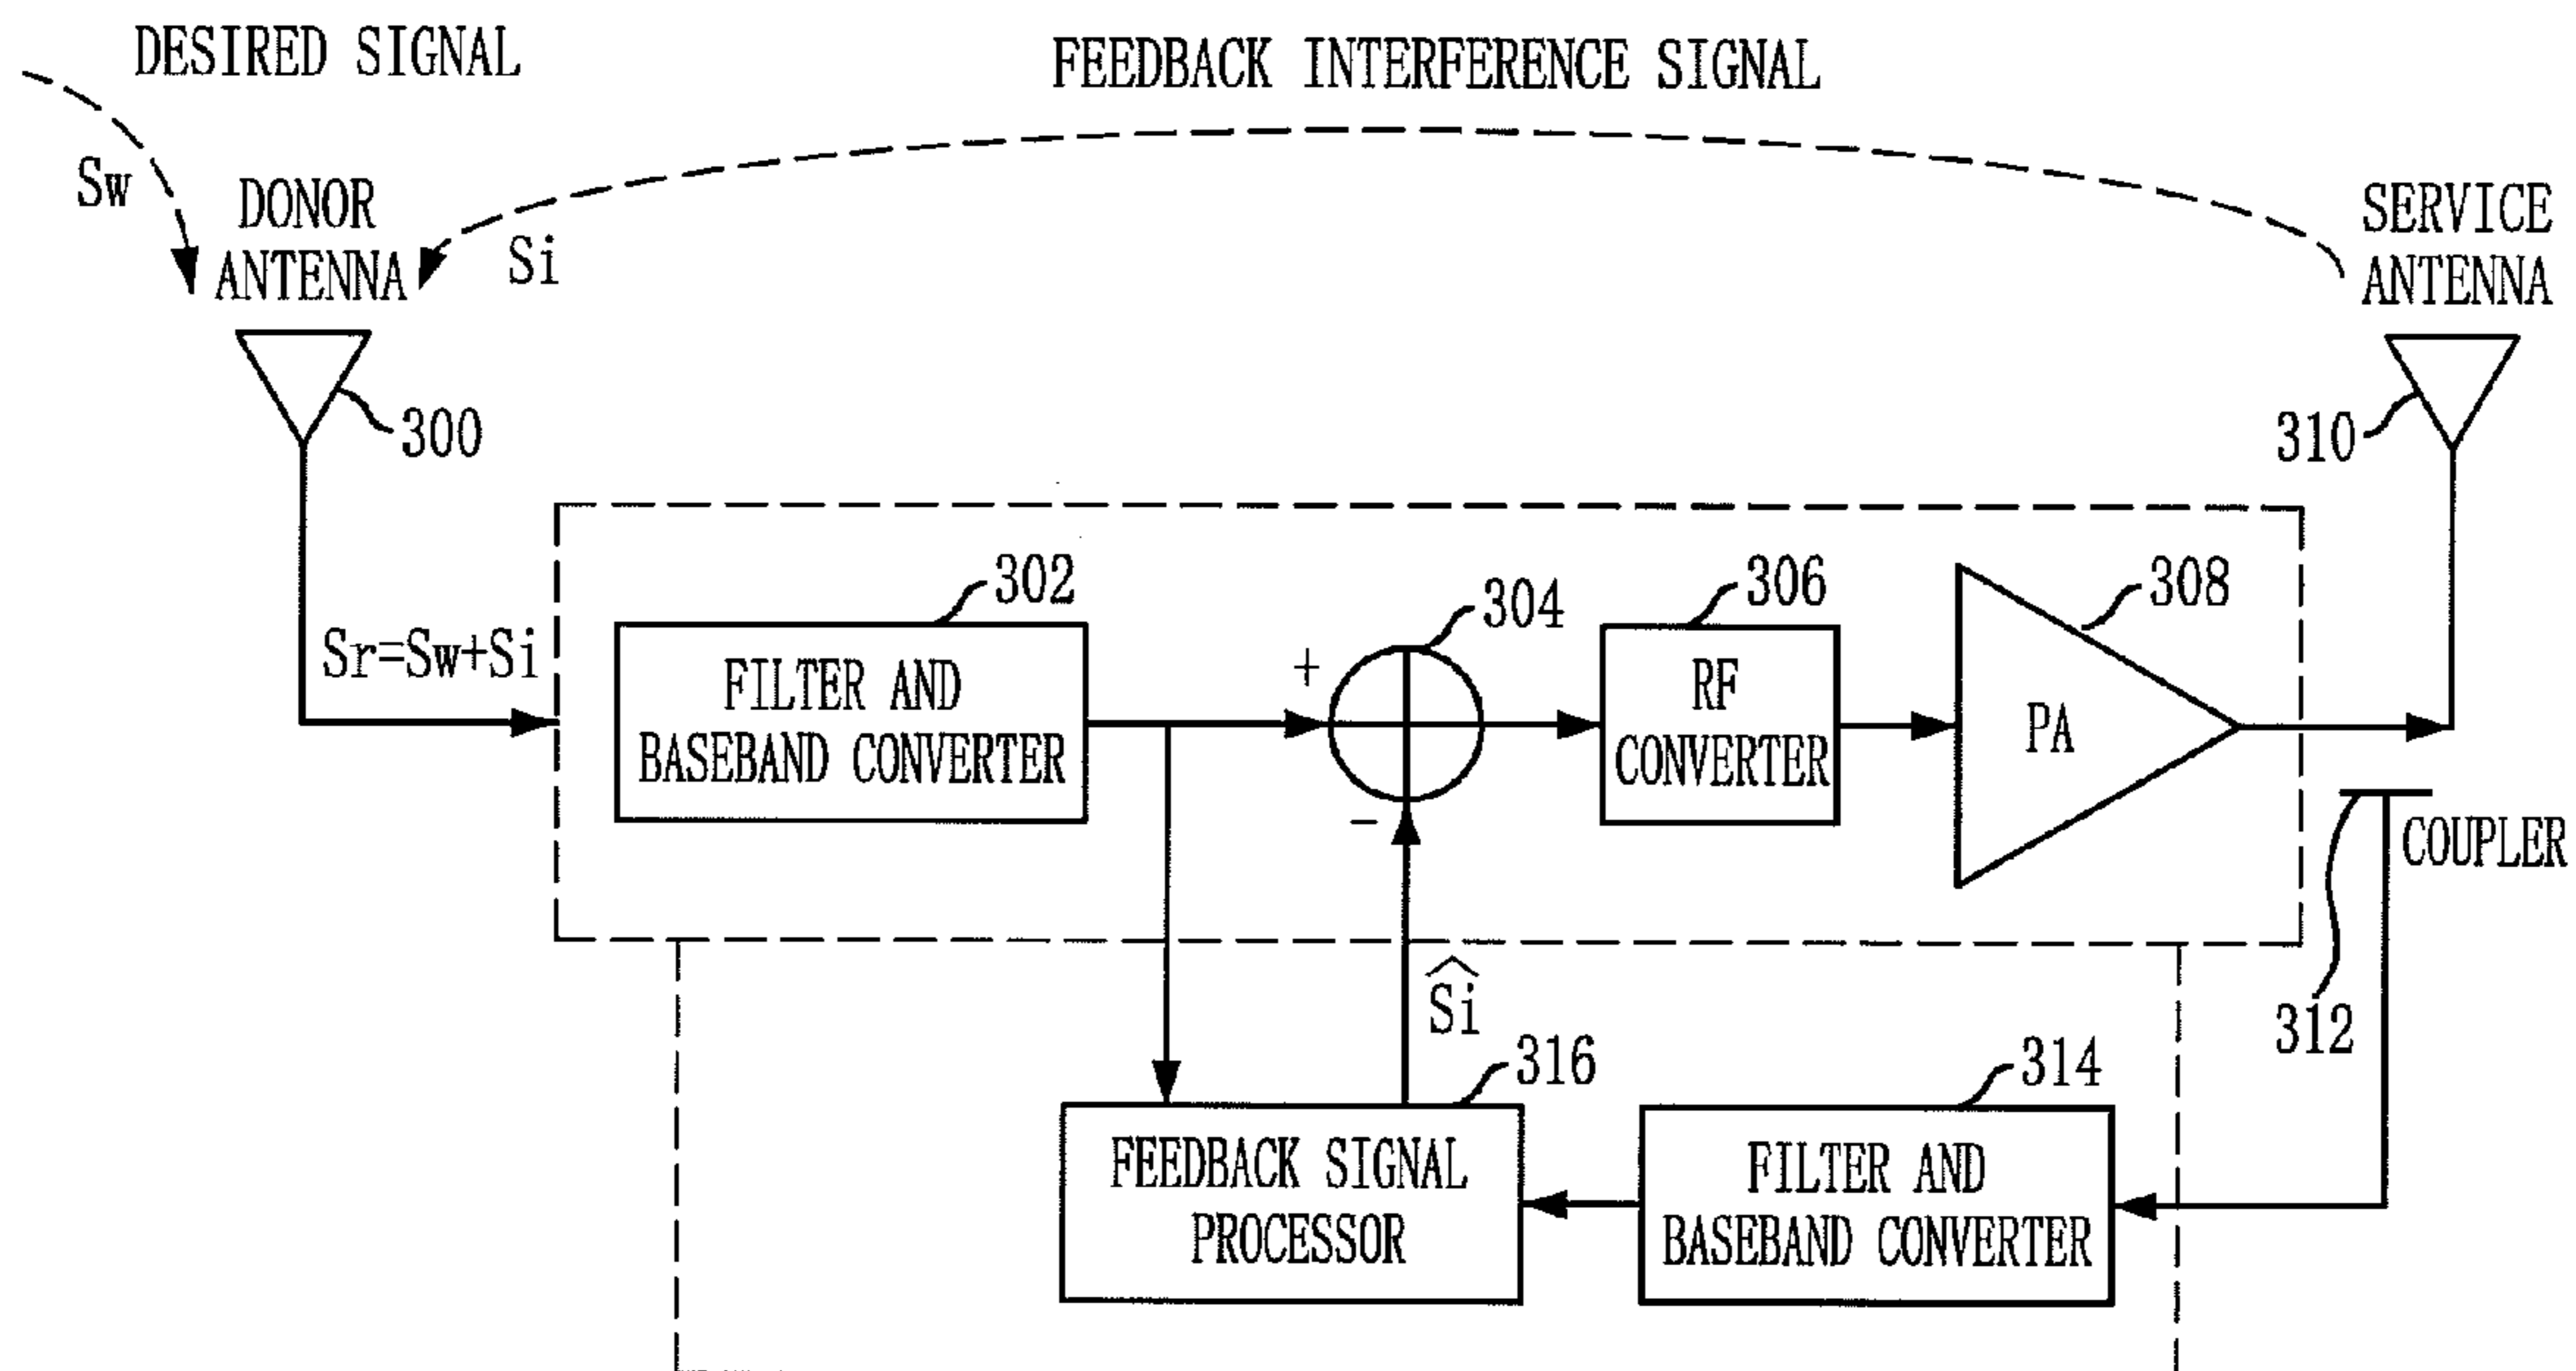 DESIRED SIGNAL
FEEDBACK INTERFERENCE SIGNAL
Sw
DONOR
ANTENNA
Si
SERVICE
ANTENNA
300
310
Sr=Sw+Si
302
FILTER AND
BASEBAND CONVERTER
+
304
-
306
RF
CONVERTER
308
PA
COUPLER
312
Ŝi
316
FEEDBACK SIGNAL
PROCESSOR
314
FILTER AND
BASEBAND CONVERTER